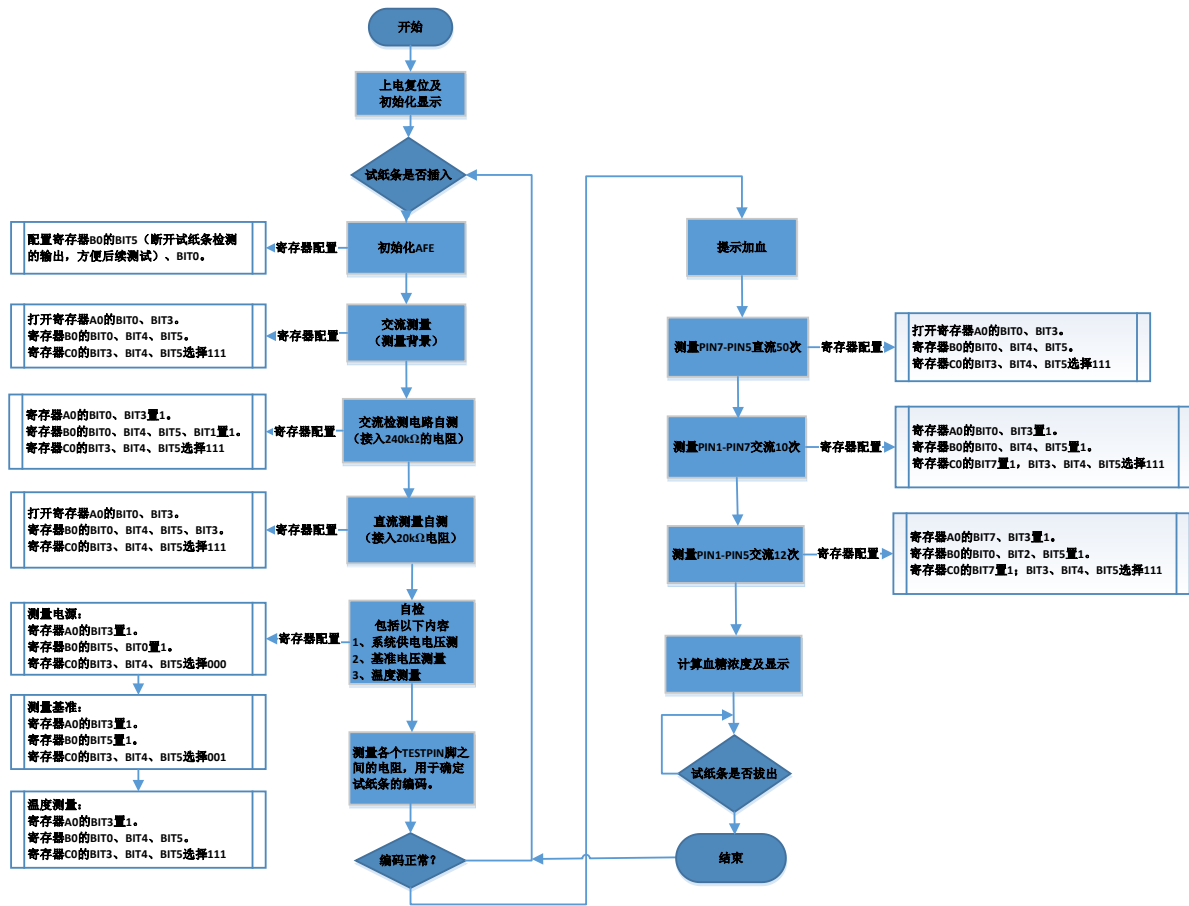 开始
上电复位及
初始化显示
试纸条是否插入
初始化AFE
寄存器配置
配置寄存器B0的BIT5（断开试纸条检测
的输出，方便后续测试）、BIT0。
交流测量
（测量背景）
寄存器配置
打开寄存器A0的BIT0、BIT3。
寄存器B0的BIT0、BIT4、BIT5。
寄存器C0的BIT3、BIT4、BIT5选择111
交流检测电路自测
（接入240kΩ的电阻）
寄存器配置
寄存器A0的BIT0、BIT3置1。
寄存器B0的BIT0、BIT4、BIT5、BIT1置1。
寄存器C0的BIT3、BIT4、BIT5选择111
直流测量自测
（接入20kΩ电阻）
寄存器配置
打开寄存器A0的BIT0、BIT3。
寄存器B0的BIT0、BIT4、BIT5、BIT3。
寄存器C0的BIT3、BIT4、BIT5选择111
自检
包括以下内容
1、系统供电电压测
2、基准电压测量
3、温度测量
寄存器配置
测量电源：
寄存器A0的BIT3置1。
寄存器B0的BIT5、BIT0置1。
寄存器C0的BIT3、BIT4、BIT5选择000
测量基准：
寄存器A0的BIT3置1。
寄存器B0的BIT5置1。
寄存器C0的BIT3、BIT4、BIT5选择001
温度测量：
寄存器A0的BIT3置1。
寄存器B0的BIT0、BIT4、BIT5。
寄存器C0的BIT3、BIT4、BIT5选择111
测量各个TESTPIN脚之
间的电阻，用于确定
试纸条的编码。
编码正常？
提示加血
测量PIN7-PIN5直流50次
寄存器配置
打开寄存器A0的BIT0、BIT3。
寄存器B0的BIT0、BIT4、BIT5。
寄存器C0的BIT3、BIT4、BIT5选择111
测量PIN1-PIN7交流10次
寄存器配置
寄存器A0的BIT0、BIT3置1。
寄存器B0的BIT0、BIT4、BIT5置1。
寄存器C0的BIT7置1，BIT3、BIT4、BIT5选择111
测量PIN1-PIN5交流12次
寄存器配置
寄存器A0的BIT7、BIT3置1。
寄存器B0的BIT0、BIT2、BIT5置1。
寄存器C0的BIT7置1；BIT3、BIT4、BIT5选择111
计算血糖浓度及显示
试纸条是否拔出
结束